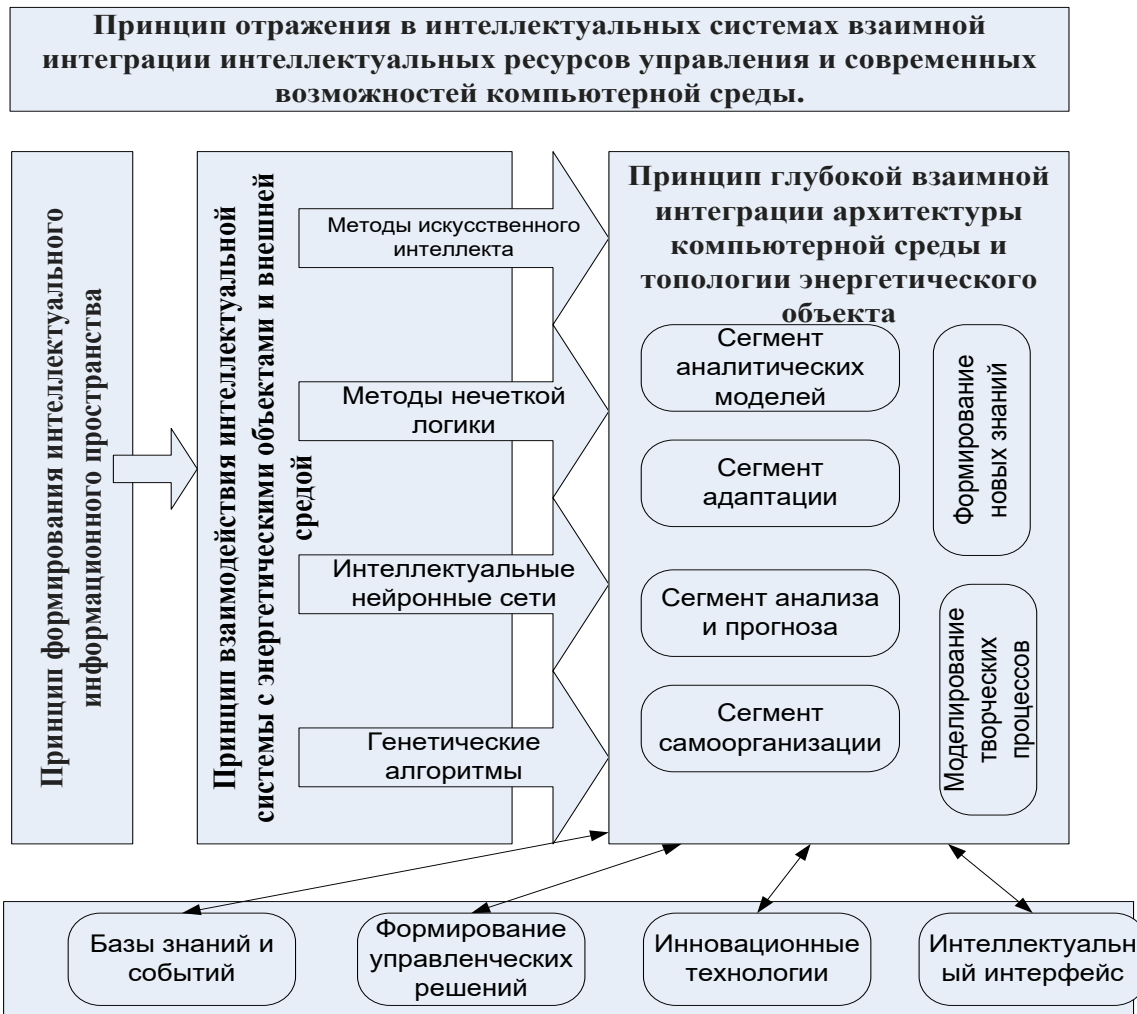 Принцип отражения в интеллектуальных системах взаимной
интеграции интеллектуальных ресурсов управления и современных
возможностей компьютерной среды.
Принцип формирования интеллектуального
информационного пространства
Принцип взаимодействия интеллектуальной
системы с энергетическими объектами и внешней
средой
Методы искусственного
интеллекта
Методы нечеткой
логики
Интеллектуальные
нейронные сети
Генетические
алгоритмы
Принцип глубокой взаимной
интеграции архитектуры
компьютерной среды и
топологии энергетического
объекта
Сегмент
аналитических
моделей
Сегмент
адаптации
Сегмент анализа
и прогноза
Сегмент
самоорганизации
Формирование
новых знаний
Моделирование
творческих
процессов
Базы знаний и
событий
Формирование
управленческих
решений
Инновационные
технологии
Интеллектуальн
ый интерфейс